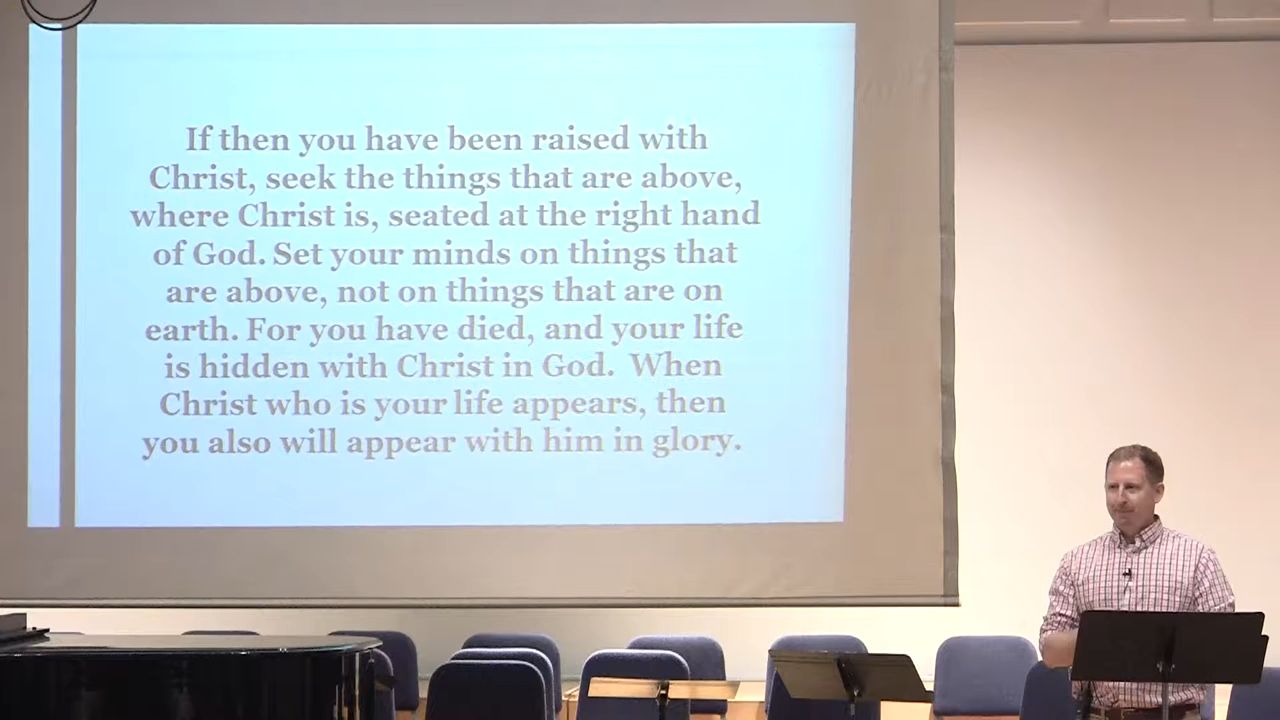 If then you have been raised with
Christ, seek the things that are above,
where Christ is, seated at the right hand
of God. Set your minds on things that
are above, not on things that are on
earth. For you have died, and your life
is hidden with Christ in God.  When
Christ who is your life appears, then
you also will appear with him in glory.